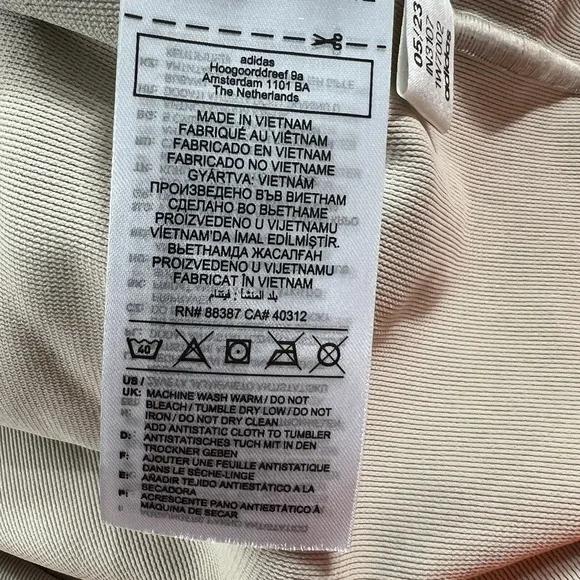 adidas
Hoogoorddreef 9a
Amsterdam 1101 BA
The Netherlands
MADE IN VIETNAM
FABRIQUÉ AU VIÊTNAM
FABRICADO EN VIETNAM
FABRICADO NO VIETNAME
GYÁRTVA: VIETNÁM
ПРОИЗВЕДЕНО ВЪВ ВИЕТНАМ
СДЕЛАНО ВО ВЬЕТНАМЕ
PROIZVEDENO U VIJETNAMU
VİETNAM'DA İMAL EDİLMİŞTİR.
ВЬЕТНАМДА ЖАСАЛҒАН
PROIZVEDENO U VIJETNAMU
FABRICAT ÎN VIETNAM
بلد المنشأ : فيتنام
RN# 88387 CA# 40312
40
US /
UK: MACHINE WASH WARM / DO NOT
BLEACH / TUMBLE DRY LOW / DO NOT
IRON / DO NOT DRY CLEAN
ADD ANTISTATIC CLOTH TO TUMBLER
D: ANTISTATISCHES TUCH MIT IN DEN
TROCKNER GEBEN
F: AJOUTER UNE FEUILLE ANTISTATIQUE
DANS LE SÈCHE-LINGE
E: AÑADIR TEJIDO ANTIESTÁTICO A LA
SECADORA
P: ACRESCENTE PANO ANTIESTÁTICO À
MÁQUINA DE SECAR
05/23
IN3107
1W7002
adidas